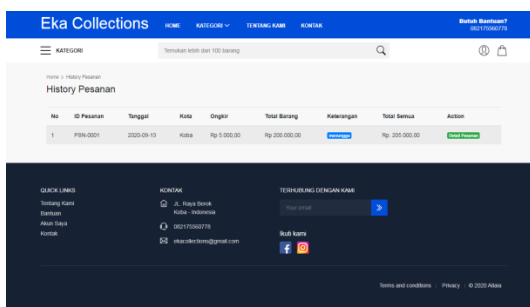 Eka Collections HOME KATEGORI TENTANG KAMI KONTAK
Butuh Bantuan?
082175560778
KATEGORI Temukan lebih dari 100 barang
Home > History Pesanan
History Pesanan
No ID Pesanan Tanggal Kota Ongkir Total Barang Keterangan Total Semua Action
1 PSN-0001 2020-09-10 Koba Rp 5.000,00 Rp 200.000,00 menunggu Rp. 205.000,00 Detail Pesanan
QUICK LINKS
Tentang Kami
Bantuan
Akun Saya
Kontak
KONTAK
JL. Raya Berok
Koba - Indonesia
082175560778
ekacollections@gmail.com
TERHUBUNG DENGAN KAMI
Your email
Ikuti kami
Terms and conditions Privacy © 2020 Allaia